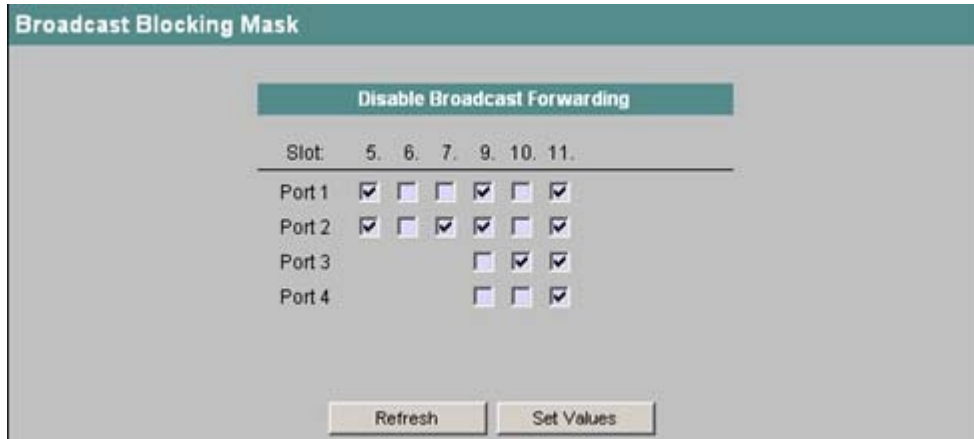 Broadcast Blocking Mask
Disable Broadcast Forwarding
Slot: 5. 6. 7. 9. 10. 11.
Port 1
Port 2
Port 3
Port 4
Refresh Set Values